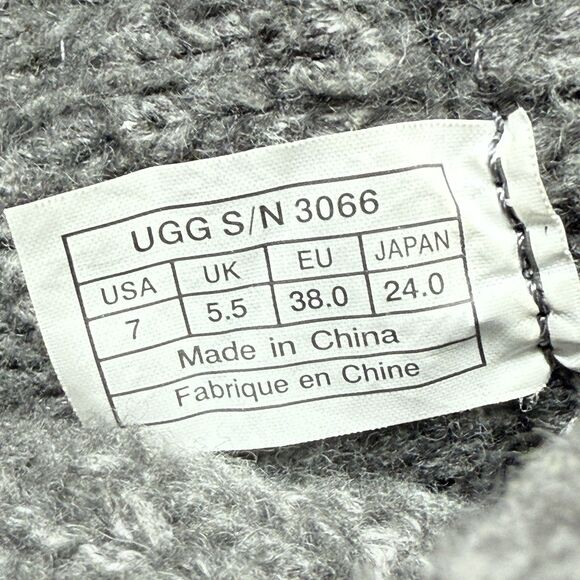 UGG S/N 3066
USA UK EU JAPAN
7 5.5 38.0 24.0
Made in China
Fabrique en Chine